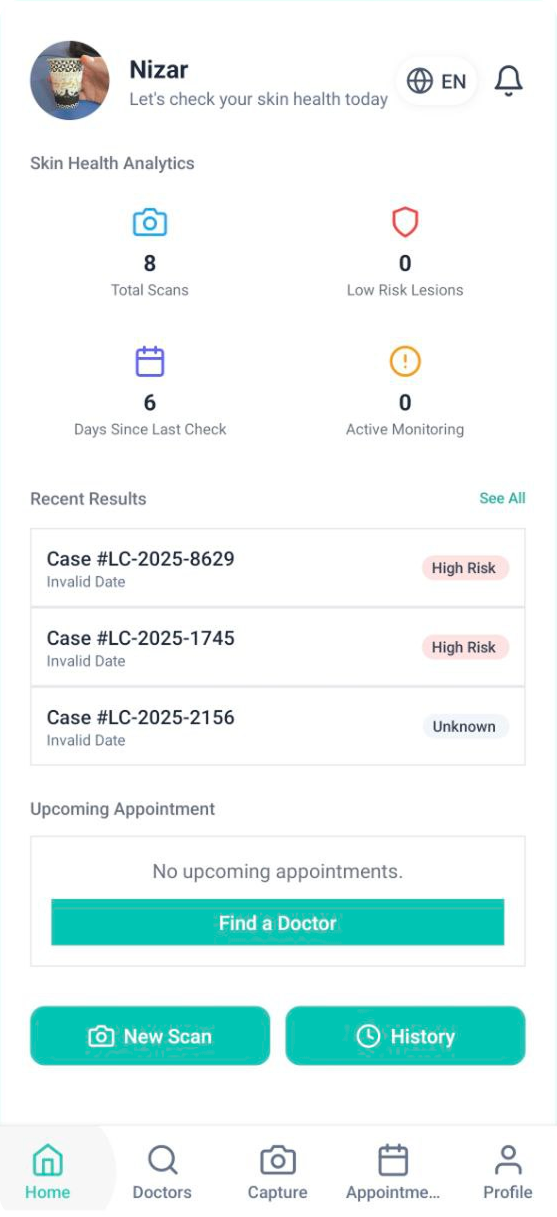 Nizar
Let's check your skin health today
EN
Skin Health Analytics
8
Total Scans
0
Low Risk Lesions
6
Days Since Last Check
0
Active Monitoring
Recent Results
See All
Case #LC-2025-8629
Invalid Date
High Risk
Case #LC-2025-1745
Invalid Date
High Risk
Case #LC-2025-2156
Invalid Date
Unknown
Upcoming Appointment
No upcoming appointments.
Find a Doctor
New Scan
History
Home
Doctors
Capture
Appointme...
Profile